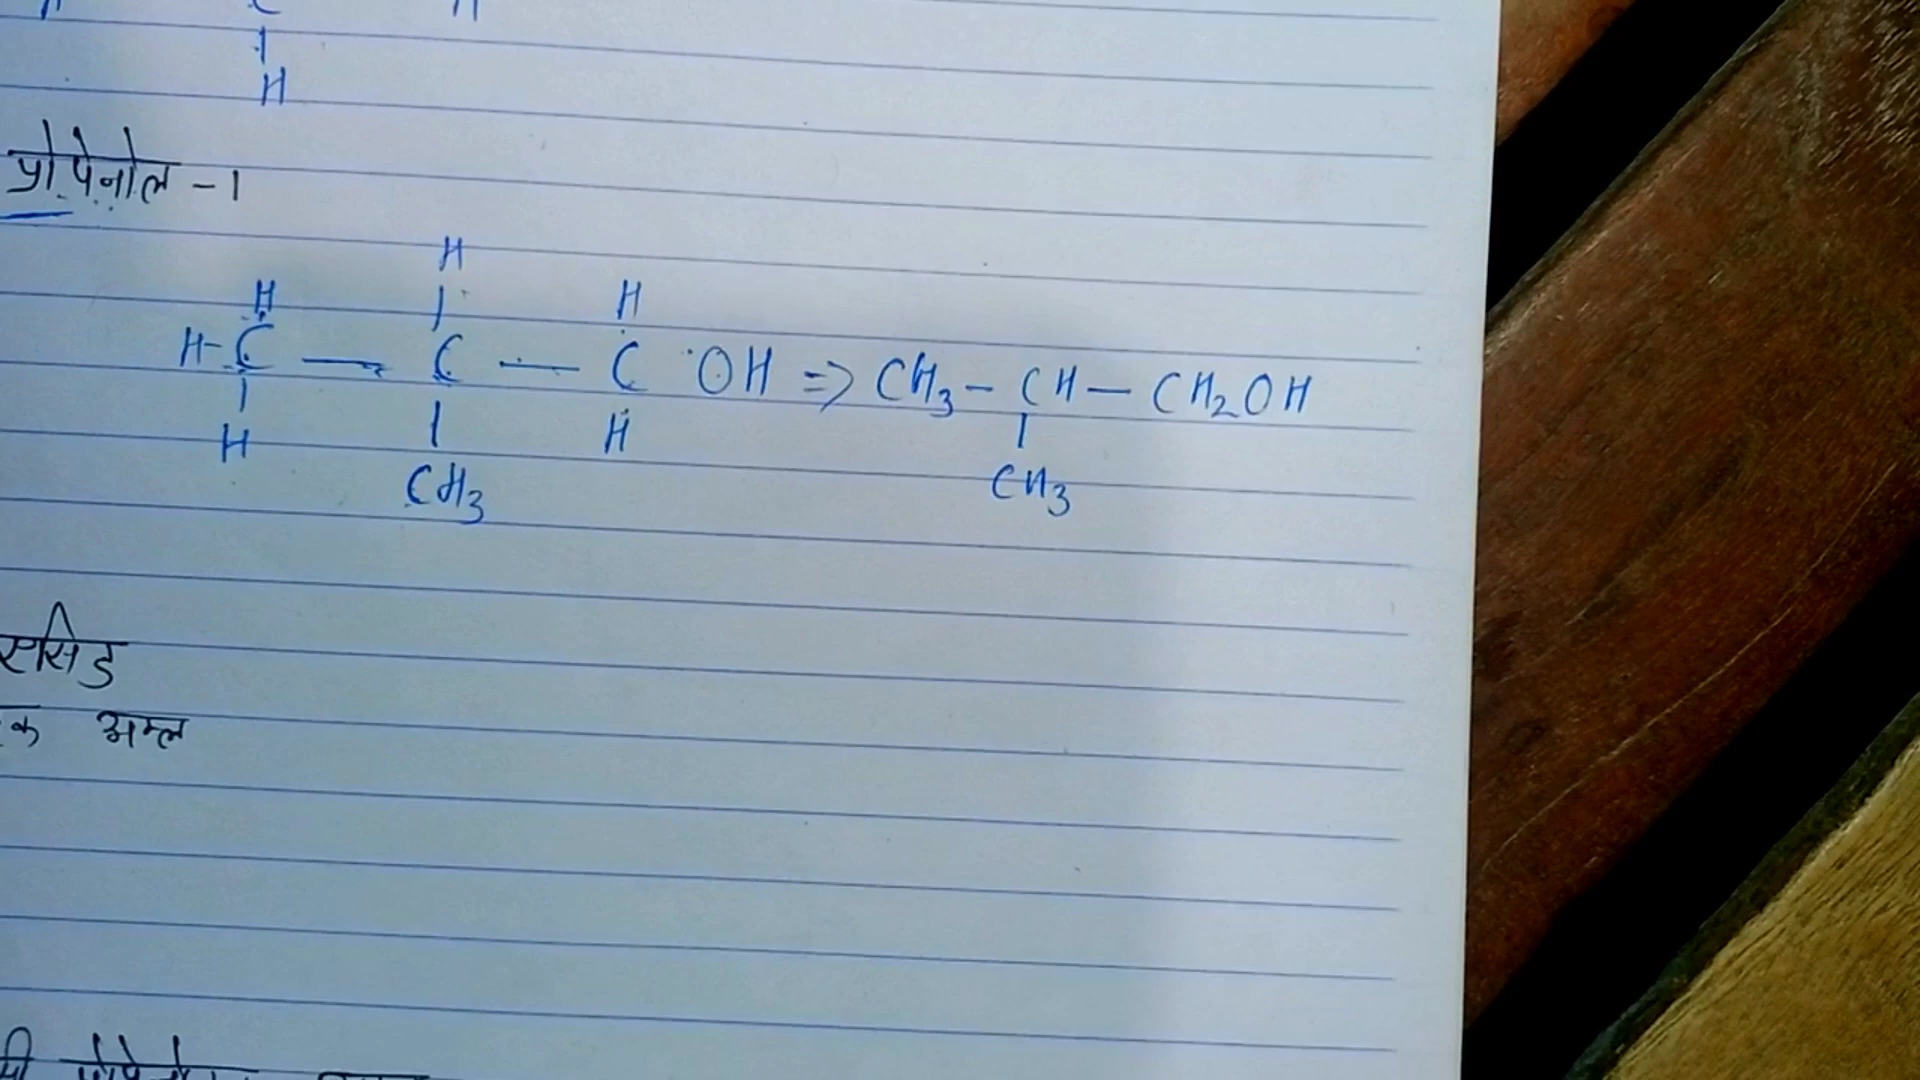 H
प्रोपेनोल - 1
H
H H
H - C — C — C OH => CH3 - CH — CH2OH
H H
CH3 CH3
एसिड
अम्ल